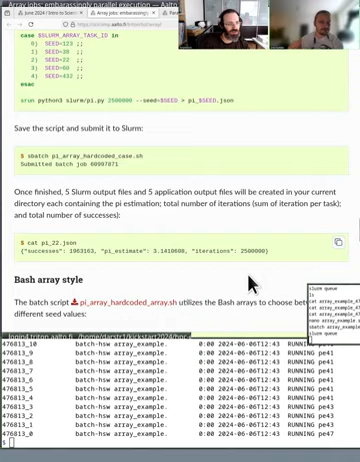 Array jobs: embarrassingly parallel execution — Aalto
June 2024 / Intro to Scien
Array jobs: embarrassingly
case $SLURM_ARRAY_TASK_ID in
0) SEED=123 ;;
1) SEED=38 ;;
2) SEED=22 ;;
3) SEED=60 ;;
4) SEED=432 ;;
esac
srun python3 slurm/pi.py 2500000 --seed=$SEED > pi_$SEED.json
Save the script and submit it to Slurm:
$ sbatch pi_array_hardcoded_case.sh
Submitted batch job 60997871
Once finished, 5 Slurm output files and 5 application output files will be created in your current
directory each containing the pi estimation; total number of iterations (sum of iteration per task);
and total number of successes):
$ cat pi_22.json
{"successes": 1963163, "pi_estimate": 3.1410608, "iterations": 2500000}
Bash array style
The batch script pi_array_hardcoded_array.sh utilizes the Bash arrays to choose bet
different seed values:
slurm queue
ls
cat array_example_47
cat array_example_47
cat array_example_47
nano array_example.s
sbatch array_example
slurm queue
476813_10 batch-hsw array_example. 0:00 2024-06-06T12:43 RUNNING pe41
476813_9 batch-hsw array_example. 0:00 2024-06-06T12:43 RUNNING pe41
476813_8 batch-hsw array_example. 0:00 2024-06-06T12:43 RUNNING pe41
476813_7 batch-hsw array_example. 0:00 2024-06-06T12:43 RUNNING pe41
476813_6 batch-hsw array_example. 0:00 2024-06-06T12:43 RUNNING pe41
476813_5 batch-hsw array_example. 0:00 2024-06-06T12:43 RUNNING pe41
476813_4 batch-hsw array_example. 0:00 2024-06-06T12:43 RUNNING pe43
476813_3 batch-hsw array_example. 0:00 2024-06-06T12:43 RUNNING pe43
476813_2 batch-hsw array_example. 0:00 2024-06-06T12:43 RUNNING pe43
476813_1 batch-hsw array_example. 0:00 2024-06-06T12:43 RUNNING pe43
476813_0 batch-hsw array_example. 0:00 2024-06-06T12:43 RUNNING pe47
$